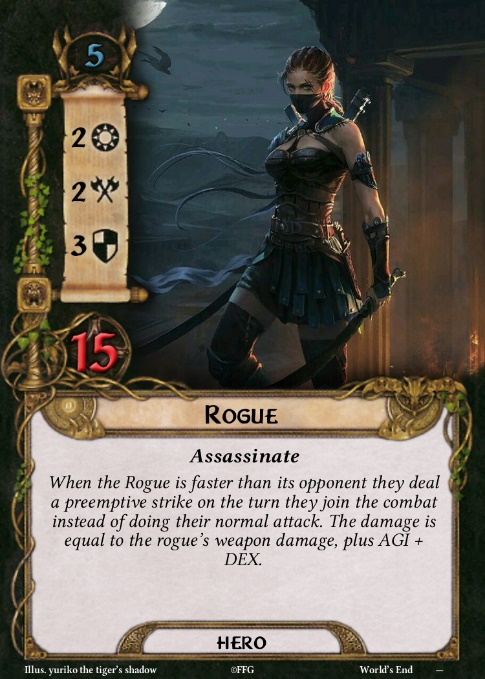 5
2
2
3
15
Rogue
Assassinate
When the Rogue is faster than its opponent they deal
a preemptive strike on the turn they join the combat
instead of doing their normal attack. The damage is
equal to the rogue's weapon damage, plus AGI +
DEX.
HERO
Illus. yuriko the tiger's shadow ©FFG World's End —